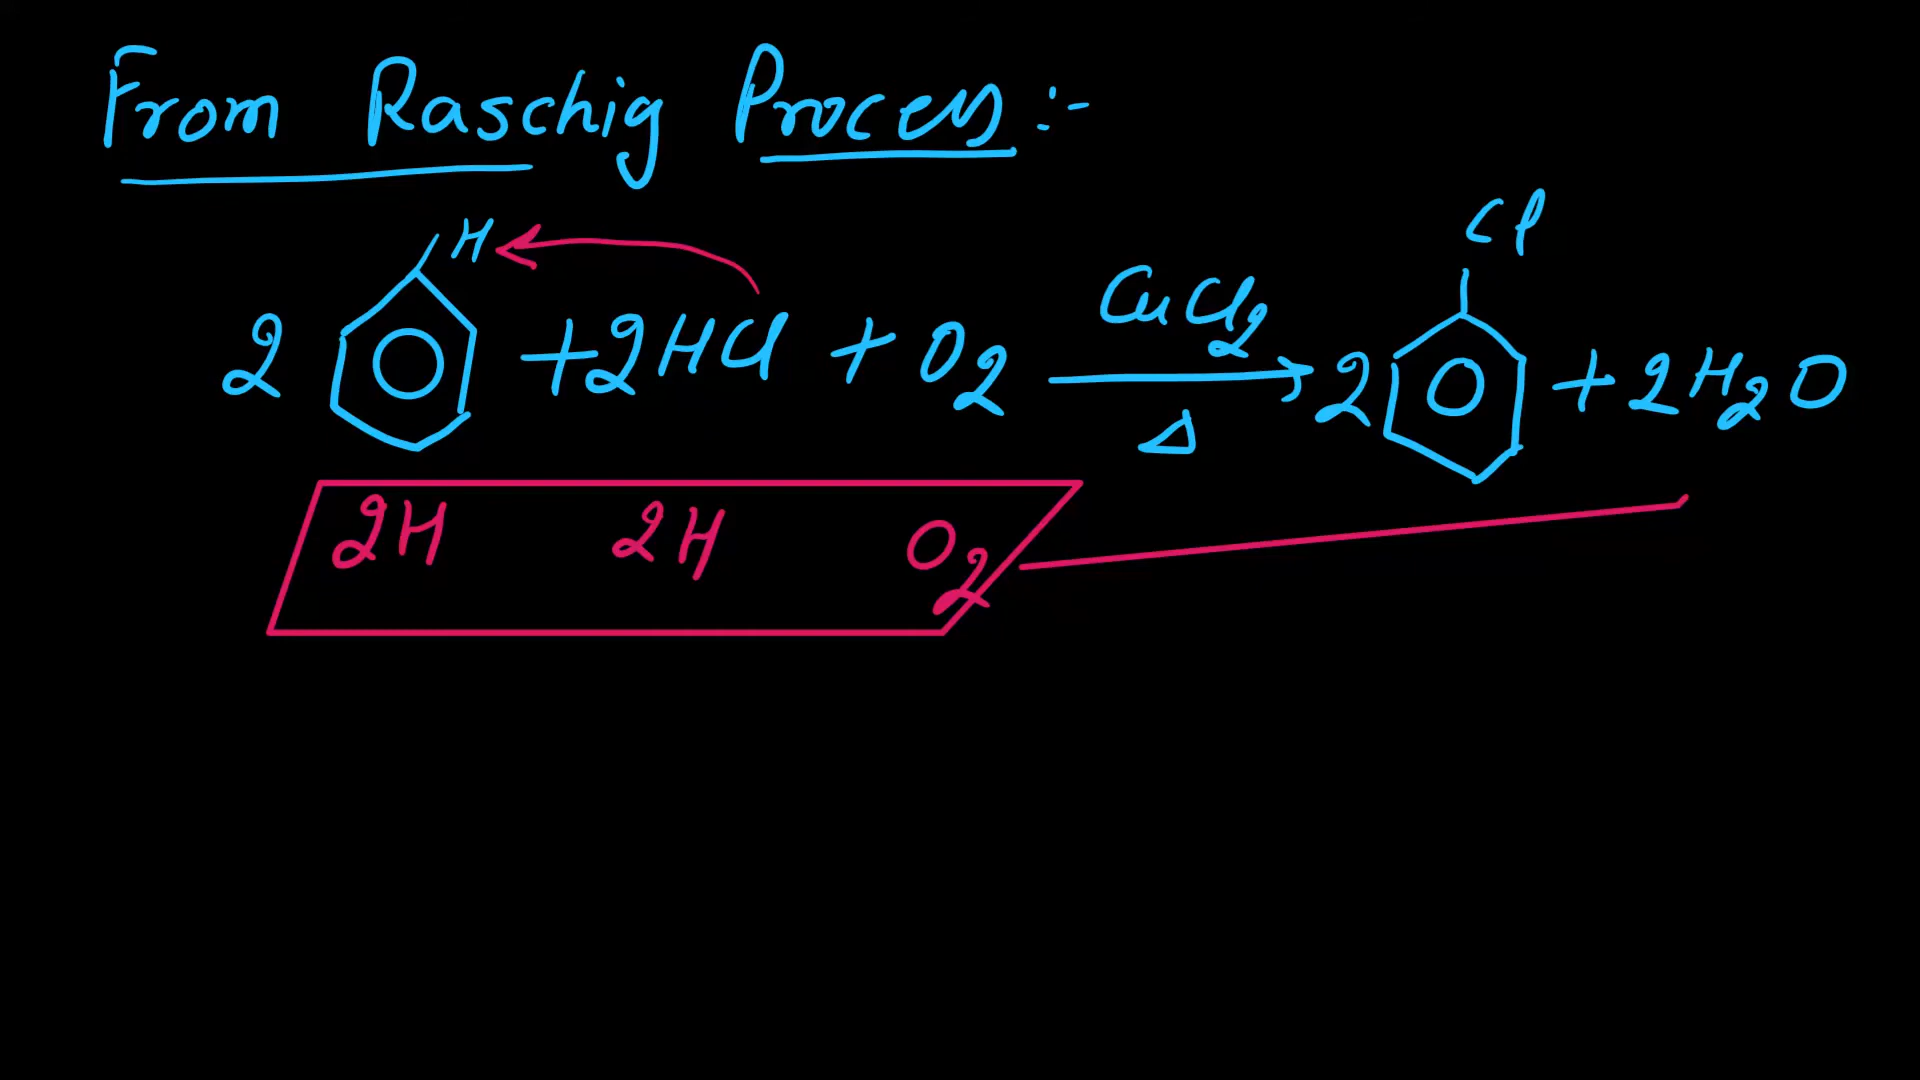 From Raschig Process :-
H Cl
2 + 2HCl + O2 CuCl2 Δ 2 + 2H2O
2H 2H O2